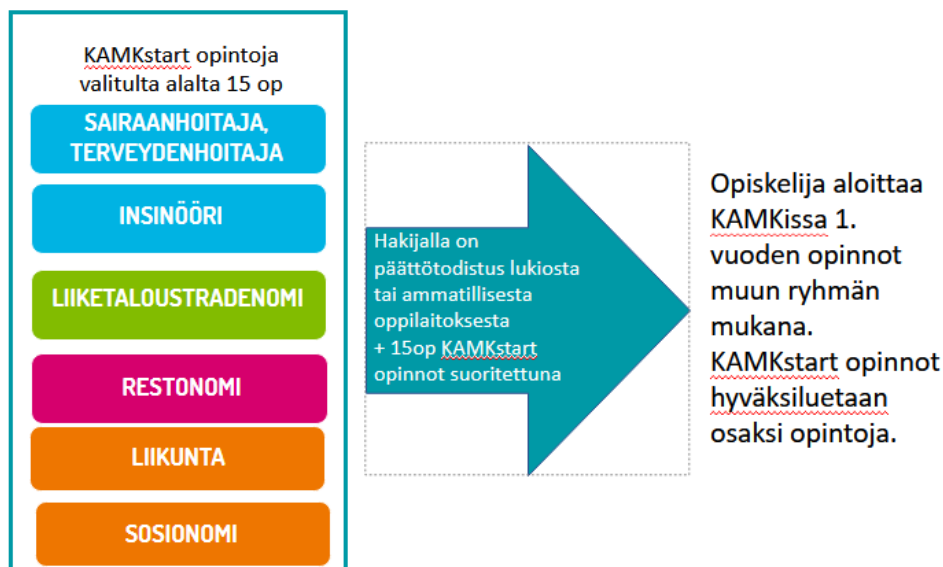 KAMKstart opintoja
valitulta alalta 15 op
SAIRAANHOITAJA,
TERVEYDENHOITAJA
INSINÖÖRI
LIIKETALOUSTRADENOMI
RESTONOMI
LIIKUNTA
SOSIONOMI
Hakijalla on
päättötodistus lukiosta
tai ammatillisesta
oppilaitoksesta
+ 15op KAMKstart
opinnot suoritettuna
Opiskelija aloittaa
KAMKissa 1.
vuoden opinnot
muun ryhmän
mukana.
KAMKstart opinnot
hyväksiluetaan
osaksi opintoja.